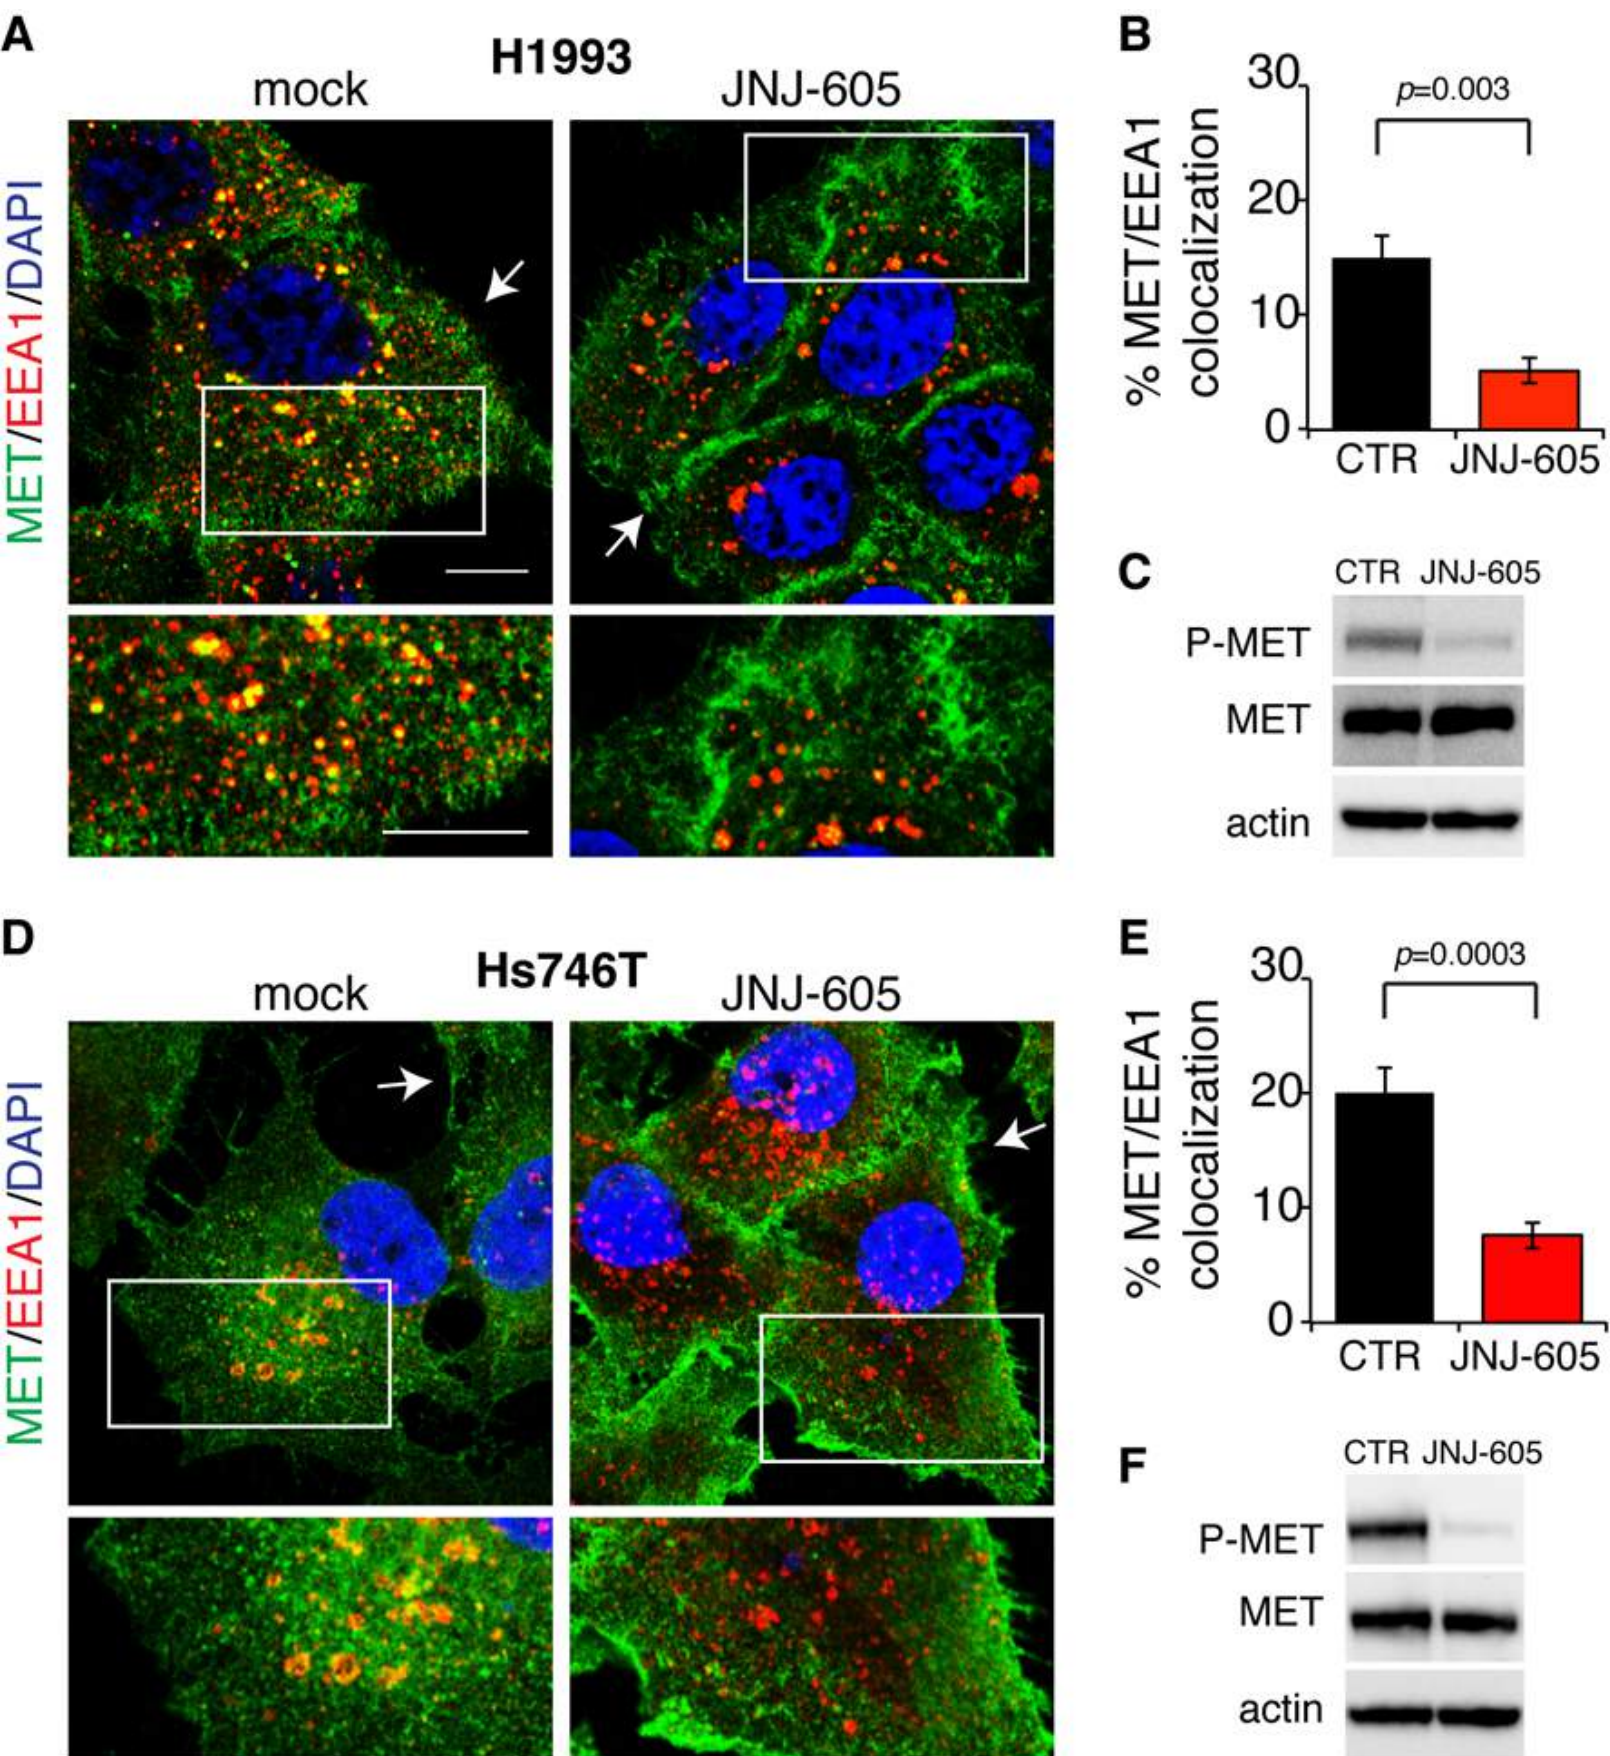 A
H1993
mock
JNJ-605
MET/EEA1/DAPI
B
% MET/EEA1
colocalization
30
20
10
0
p=0.003
CTR
JNJ-605
C
CTR JNJ-605
P-MET
MET
actin
D
Hs746T
mock
JNJ-605
MET/EEA1/DAPI
E
% MET/EEA1
colocalization
30
20
10
0
p=0.0003
CTR
JNJ-605
F
CTR JNJ-605
P-MET
MET
actin